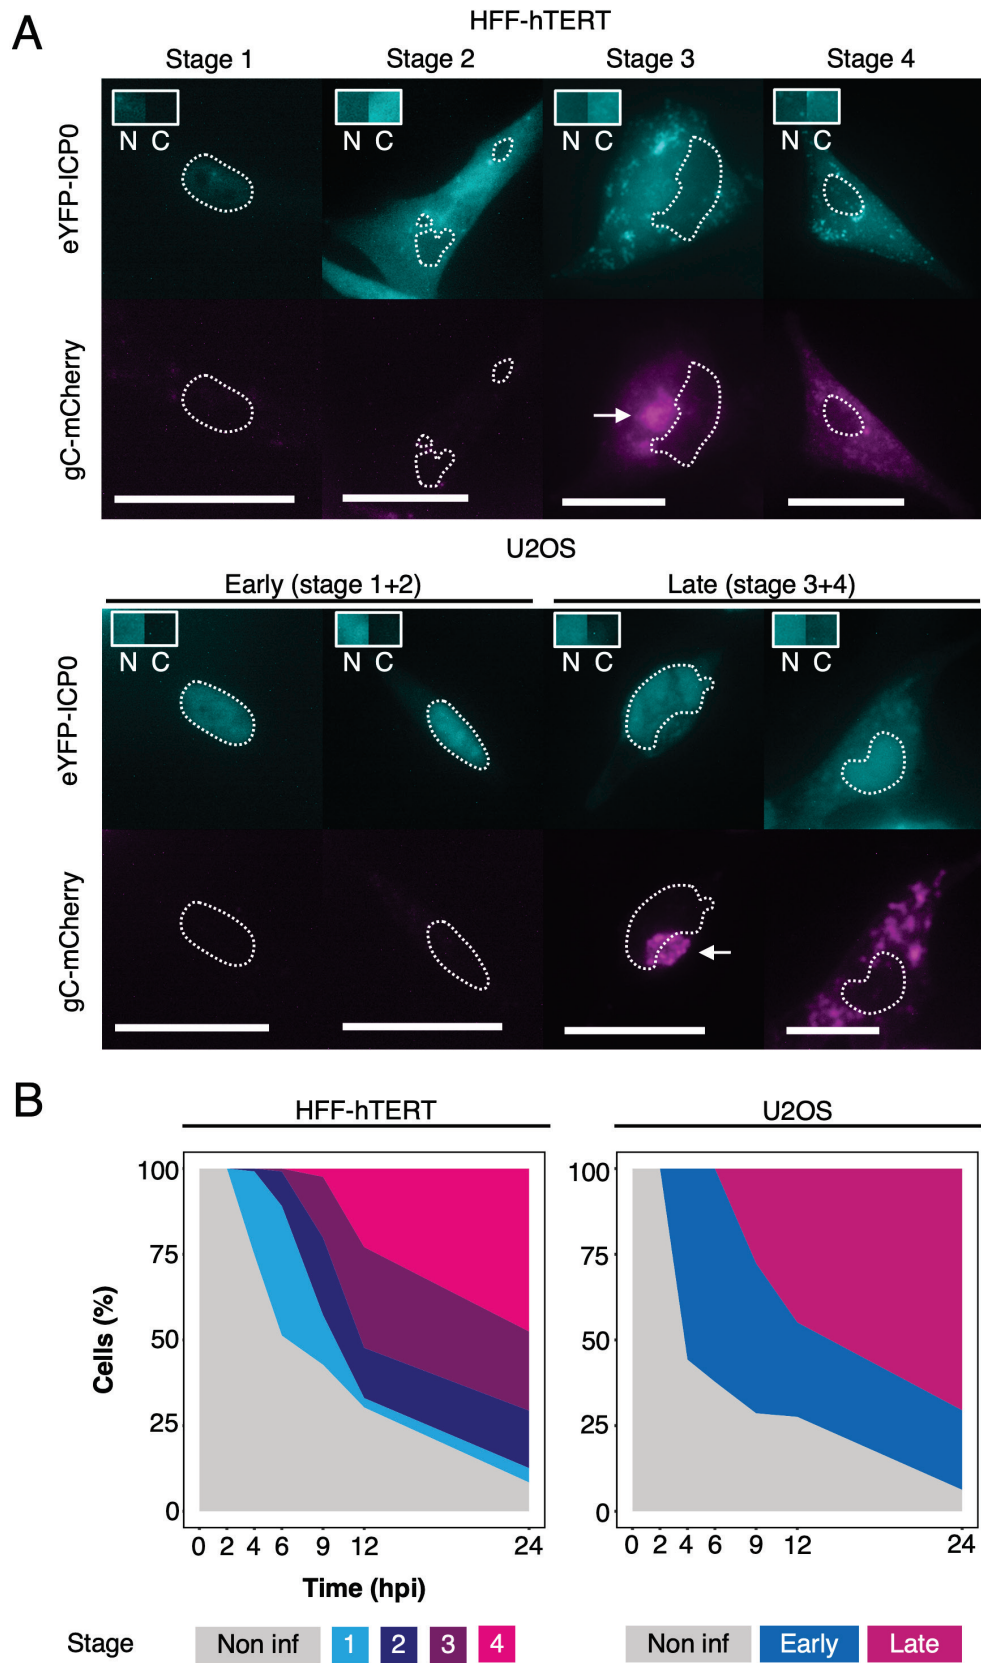 A
HFF-hTERT
Stage 1 Stage 2 Stage 3 Stage 4
eYFP-ICP0
N C N C N C N C
gC-mCherry
U2OS
Early (stage 1+2) Late (stage 3+4)
eYFP-ICP0
N C N C N C N C
gC-mCherry
B
HFF-hTERT U2OS
Cells (%)
100 100
75 75
50 50
25 25
0 0
0 2 4 6 9 12 24 0 2 4 6 9 12 24
Time (hpi)
Stage Non inf 1 2 3 4 Non inf Early Late